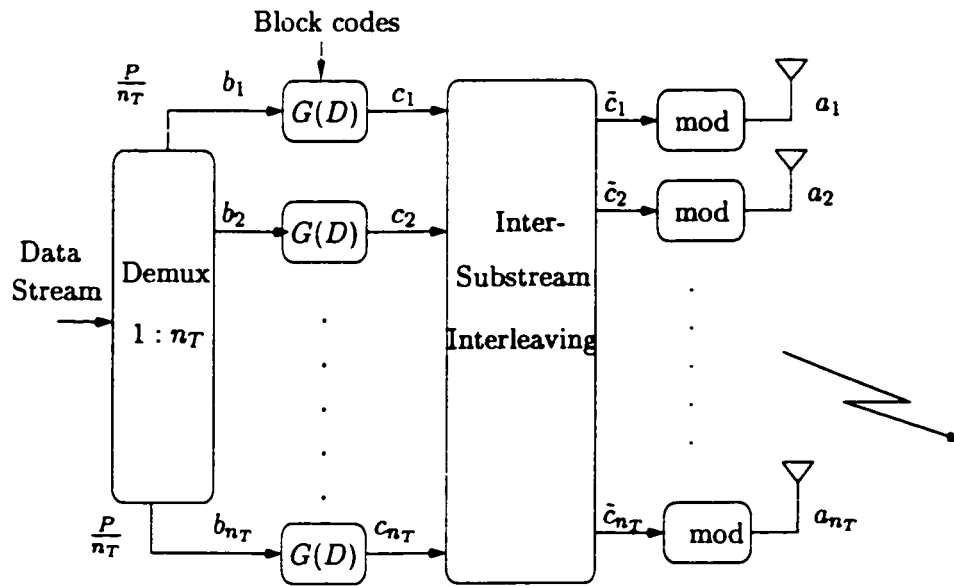 Block codes
P/n_T b_1 G(D) c_1 c̃_1 mod a_1
b_2 G(D) c_2 c̃_2 mod a_2
Data
Stream
Demux
1 : n_T
Inter-
Substream
Interleaving
P/n_T b_{n_T} G(D) c_{n_T} c̃_{n_T} mod a_{n_T}